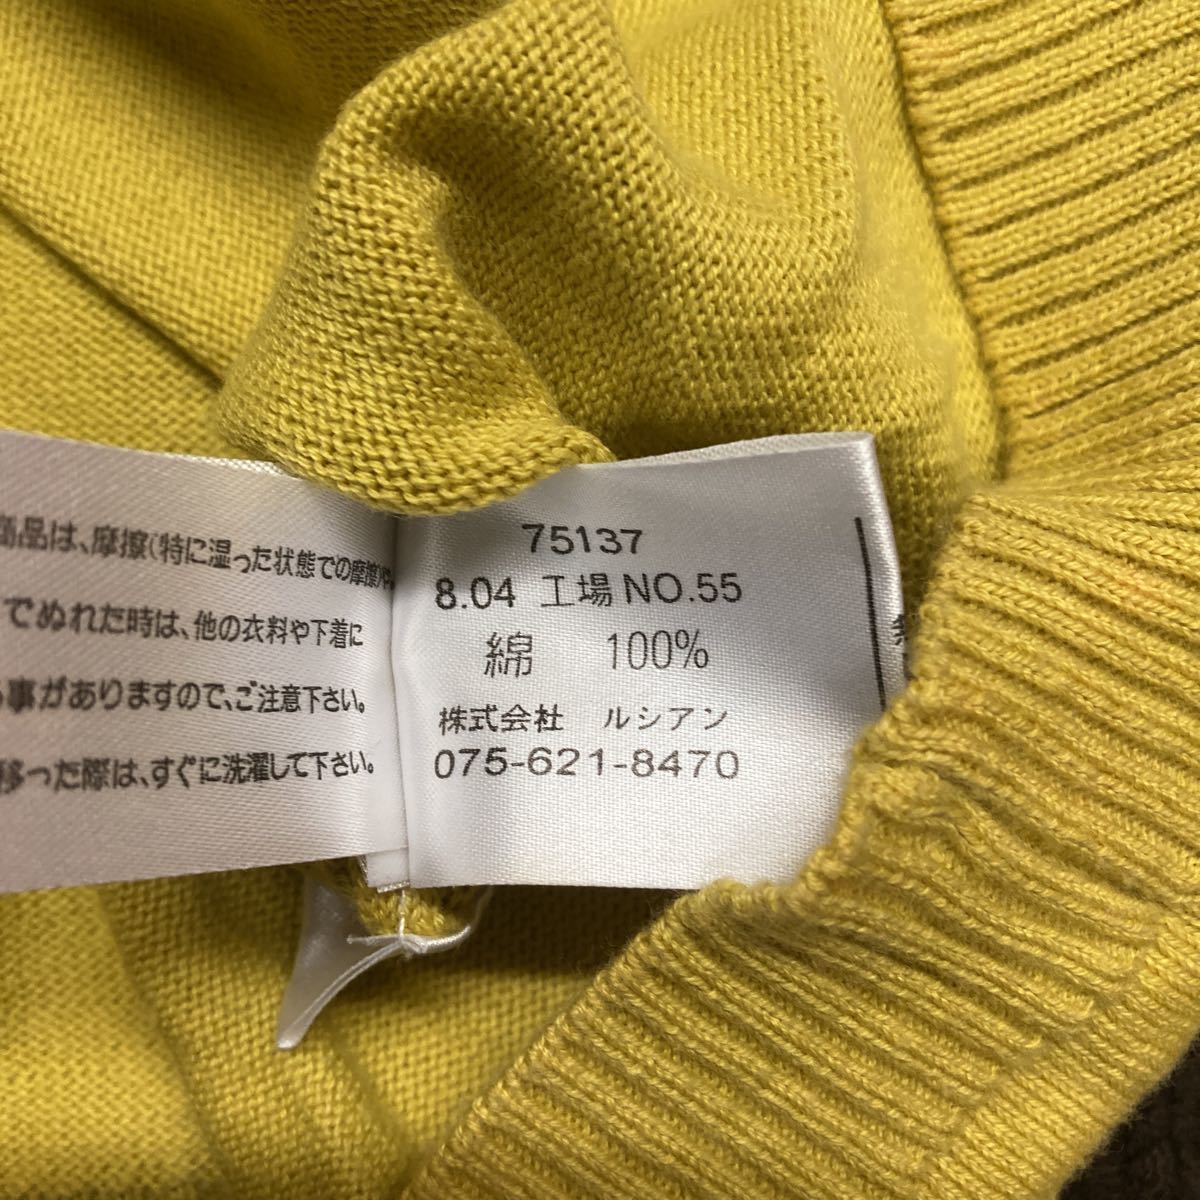 商品は、摩擦(特に湿った状態での摩擦)や
でぬれた時は、他の衣料や下着に
事がありますので、ご注意下さい。
移った際は、すぐに洗濯して下さい。
75137
8.04 工場NO.55
綿 100%
株式会社 ルシアン
075-621-8470